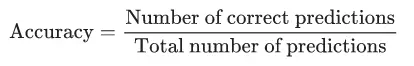 Accuracy = Number of correct predictions
Total number of predictions